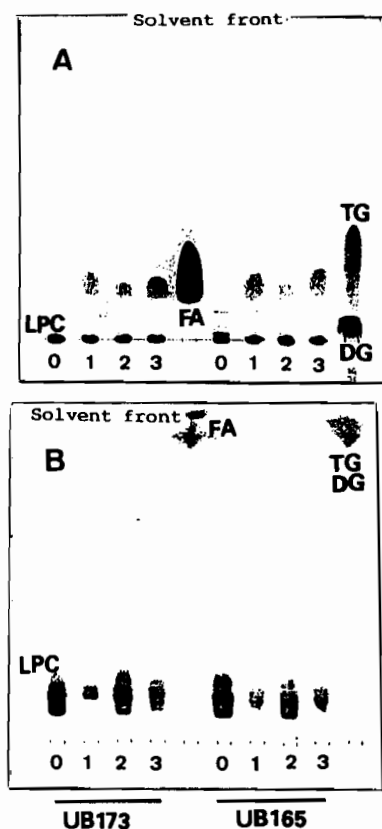 Solvent front
A
TG
LPC
FA
DG
0 1 2 3 0 1 2 3
Solvent front
FA
B
TG
DG
LPC
0 1 2 3 0 1 2 3
UB173 UB165